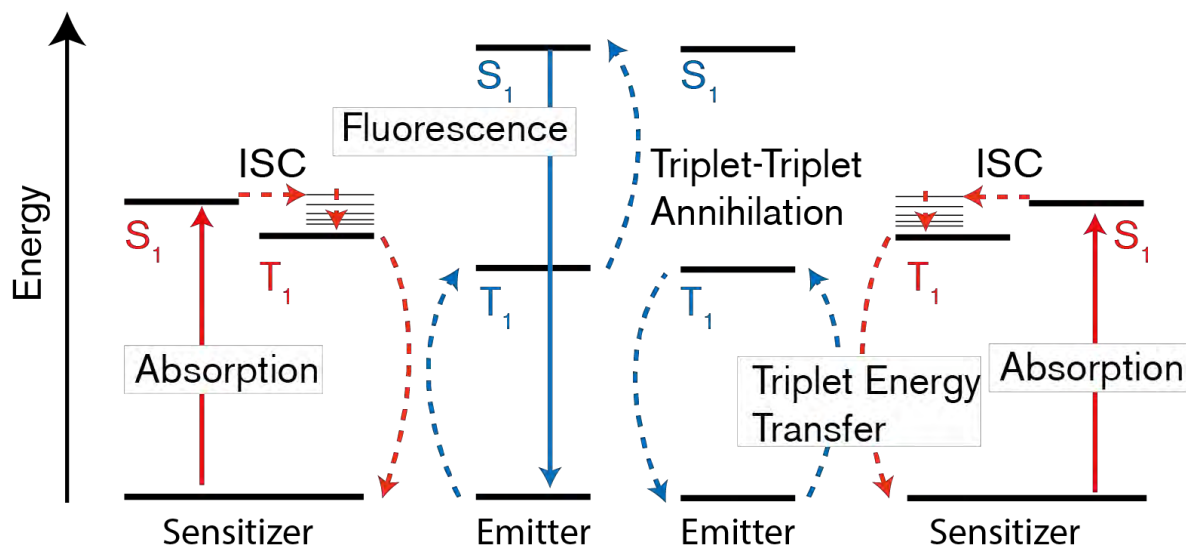 Energy
S1
S1
Fluorescence
ISC
Triplet-Triplet
Annihilation
ISC
S1
T1
T1
T1
T1
S1
Absorption
Triplet Energy
Transfer
Absorption
Sensitizer
Emitter
Emitter
Sensitizer